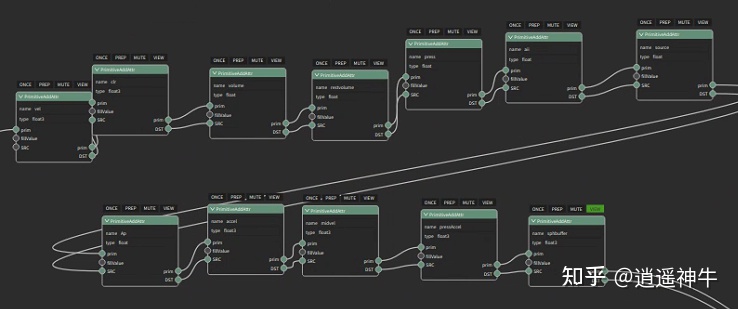 ONCE PREP MUTE VIEW
PrimitiveAddAttr
name vel
type float3
prim
fillValue
SRC
prim
DST
ONCE PREP MUTE VIEW
PrimitiveAddAttr
type float3
prim
fillValue
SRC
prim
DST
ONCE PREP MUTE VIEW
PrimitiveAddAttr
name volume
type float
prim
fillValue
SRC
prim
DST
ONCE PREP MUTE VIEW
PrimitiveAddAttr
name restvolume
type float
prim
fillValue
SRC
prim
DST
ONCE PREP MUTE VIEW
PrimitiveAddAttr
name press
type float
prim
fillValue
SRC
prim
DST
ONCE PREP MUTE VIEW
PrimitiveAddAttr
name aii
type float
prim
fillValue
SRC
prim
DST
ONCE PREP MUTE VIEW
PrimitiveAddAttr
name source
type float
prim
fillValue
SRC
prim
DST
ONCE PREP MUTE VIEW
PrimitiveAddAttr
name Ap
type float
prim
fillValue
SRC
prim
DST
ONCE PREP MUTE VIEW
PrimitiveAddAttr
name accel
type float3
prim
fillValue
SRC
prim
DST
ONCE PREP MUTE VIEW
PrimitiveAddAttr
name midvel
type float3
prim
fillValue
SRC
prim
DST
ONCE PREP MUTE VIEW
PrimitiveAddAttr
name pressAccel
type float3
prim
fillValue
SRC
prim
DST
ONCE PREP MUTE VIEW
PrimitiveAddAttr
name sphbuffer
type float3
prim
fillValue
SRC
知乎 @逍遥神牛